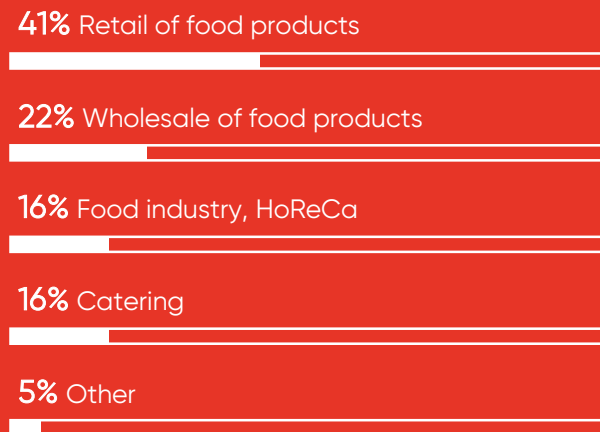 41% Retail of food products
22% Wholesale of food products
16% Food industry, HoReCa
16% Catering
5% Other